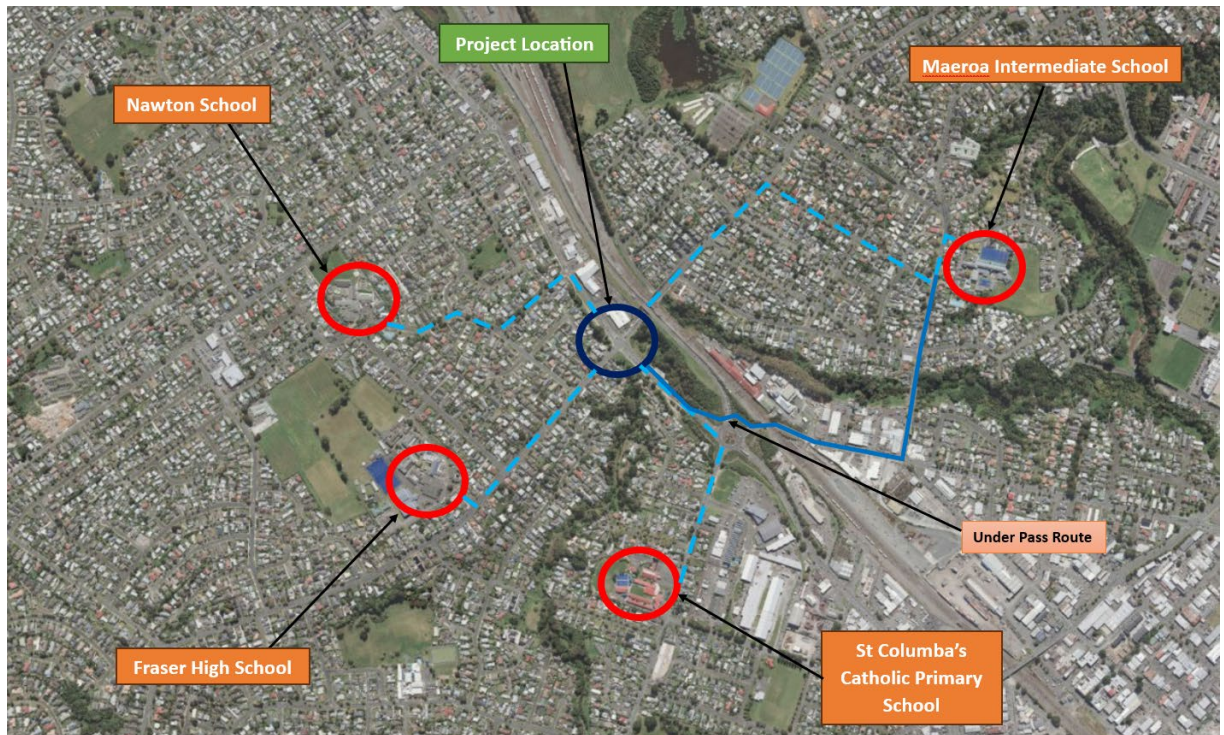 Project Location
Maeroa Intermediate School
Nawton School
Under Pass Route
Fraser High School
St Columba's
Catholic Primary
School